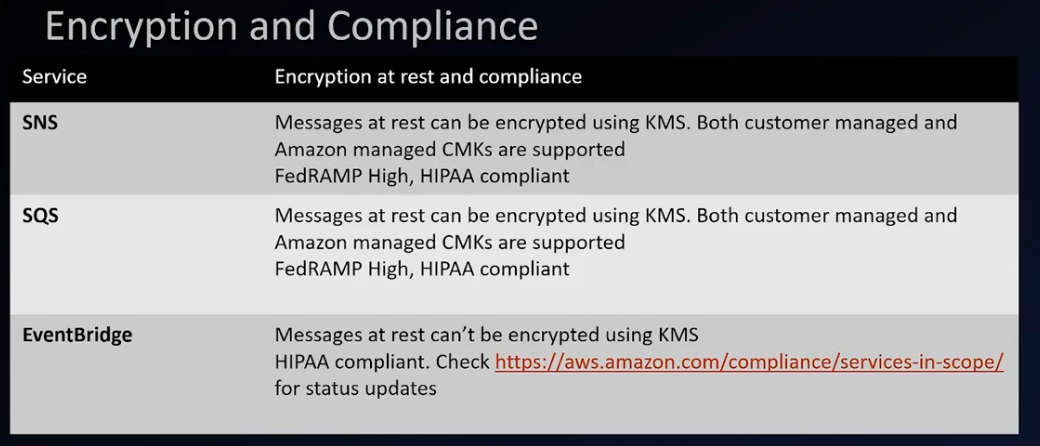 Encryption and Compliance
Service Encryption at rest and compliance
SNS Messages at rest can be encrypted using KMS. Both customer managed and
Amazon managed CMKs are supported
FedRAMP High, HIPAA compliant
SQS Messages at rest can be encrypted using KMS. Both customer managed and
Amazon managed CMKs are supported
FedRAMP High, HIPAA compliant
EventBridge Messages at rest can’t be encrypted using KMS
HIPAA compliant. Check https://aws.amazon.com/compliance/services-in-scope/
for status updates